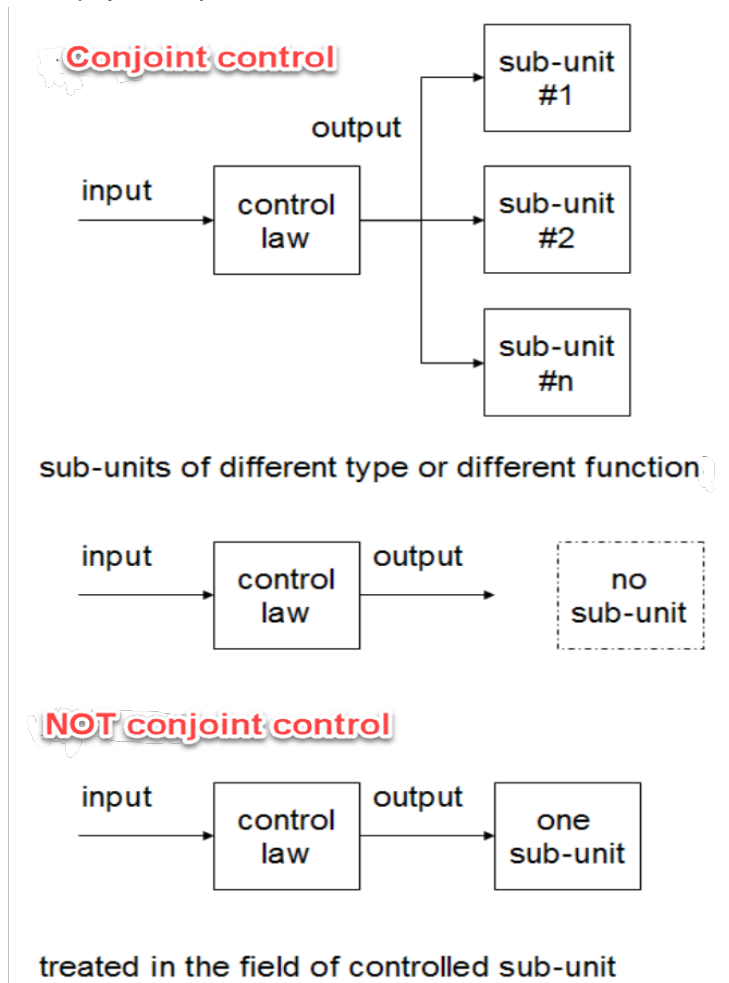 Conjoint control
sub-unit
#1
output
input
control
law
sub-unit
#2
sub-unit
#n
sub-units of different type or different function
input
control
law
output
no
sub-unit
NOT conjoint control
input
control
law
output
one
sub-unit
treated in the field of controlled sub-unit